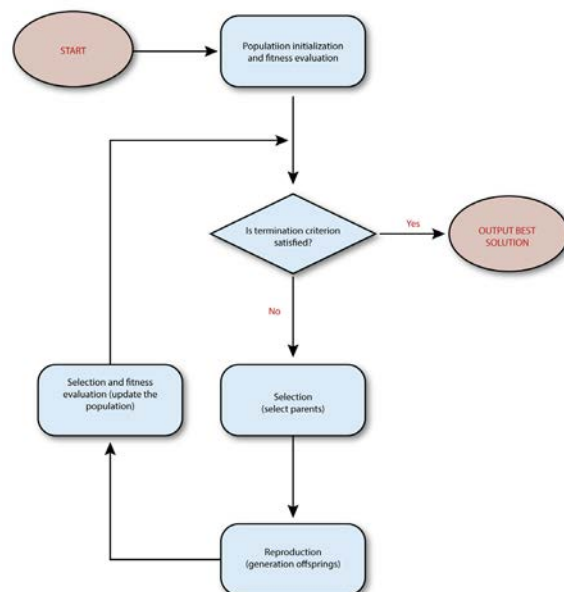 START
Populatiion initialization
and fitness evaluation
Is termination criterion
satisfied?
Yes
OUTPUT BEST
SOLUTION
No
Selection and fitness
evaluation (update the
population)
Selection
(select parents)
Reproduction
(generation offsprings)